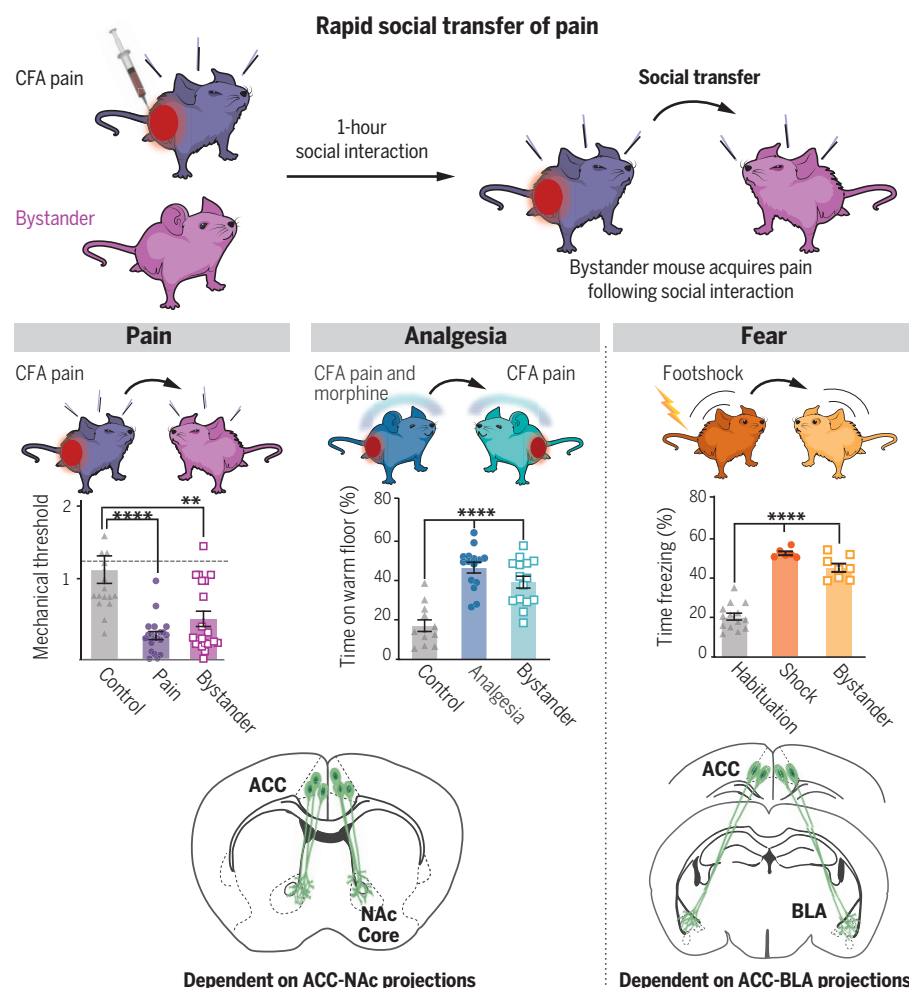 Rapid social transfer of pain
CFA pain
1-hour
social interaction
Social transfer
Bystander
Bystander mouse acquires pain
following social interaction
Pain
CFA pain
Mechanical threshold
2
1
****
**
Control
Pain
Bystander
Analgesia
CFA pain and
morphine
CFA pain
Time on warm floor (%)
80
60
40
20
0
****
Control
Analgesia
Bystander
ACC
NAc
Core
Dependent on ACC-NAc projections
Fear
Footshock
Time freezing (%)
80
60
40
20
0
****
Habituation
Shock
Bystander
ACC
BLA
Dependent on ACC-BLA projections